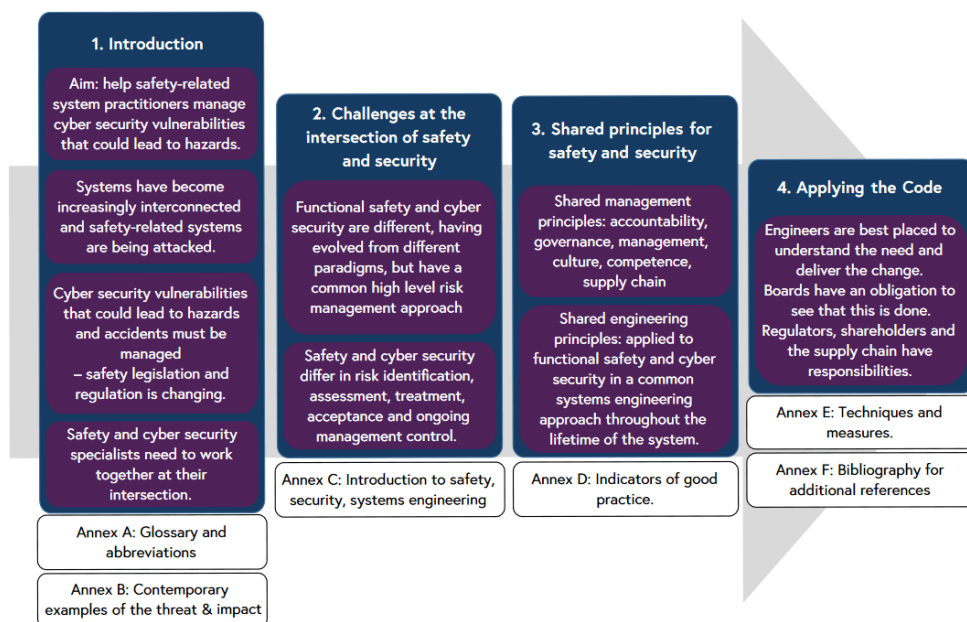 1. Introduction
Aim: help safety-related
system practitioners manage
cyber security vulnerabilities
that could lead to hazards.
Systems have become
increasingly interconnected
and safety-related systems
are being attacked.
Cyber security vulnerabilities
that could lead to hazards
and accidents must be
managed
– safety legislation and
regulation is changing.
Safety and cyber security
specialists need to work
together at their
intersection.
Annex A: Glossary and
abbreviations
Annex B: Contemporary
examples of the threat & impact
2. Challenges at the
intersection of safety
and security
Functional safety and cyber
security are different, having
evolved from different
paradigms, but have a
common high level risk
management approach
Safety and cyber security
differ in risk identification,
assessment, treatment,
acceptance and ongoing
management control.
Annex C: Introduction to safety,
security, systems engineering
3. Shared principles for
safety and security
Shared management
principles: accountability,
governance, management,
culture, competence,
supply chain
Shared engineering
principles: applied to
functional safety and cyber
security in a common
systems engineering
approach throughout the
lifetime of the system.
Annex D: Indicators of good
practice.
4. Applying the Code
Engineers are best placed to
understand the need and
deliver the change.
Boards have an obligation to
see that this is done.
Regulators, shareholders and
the supply chain have
responsibilities.
Annex E: Techniques and
measures.
Annex F: Bibliography for
additional references